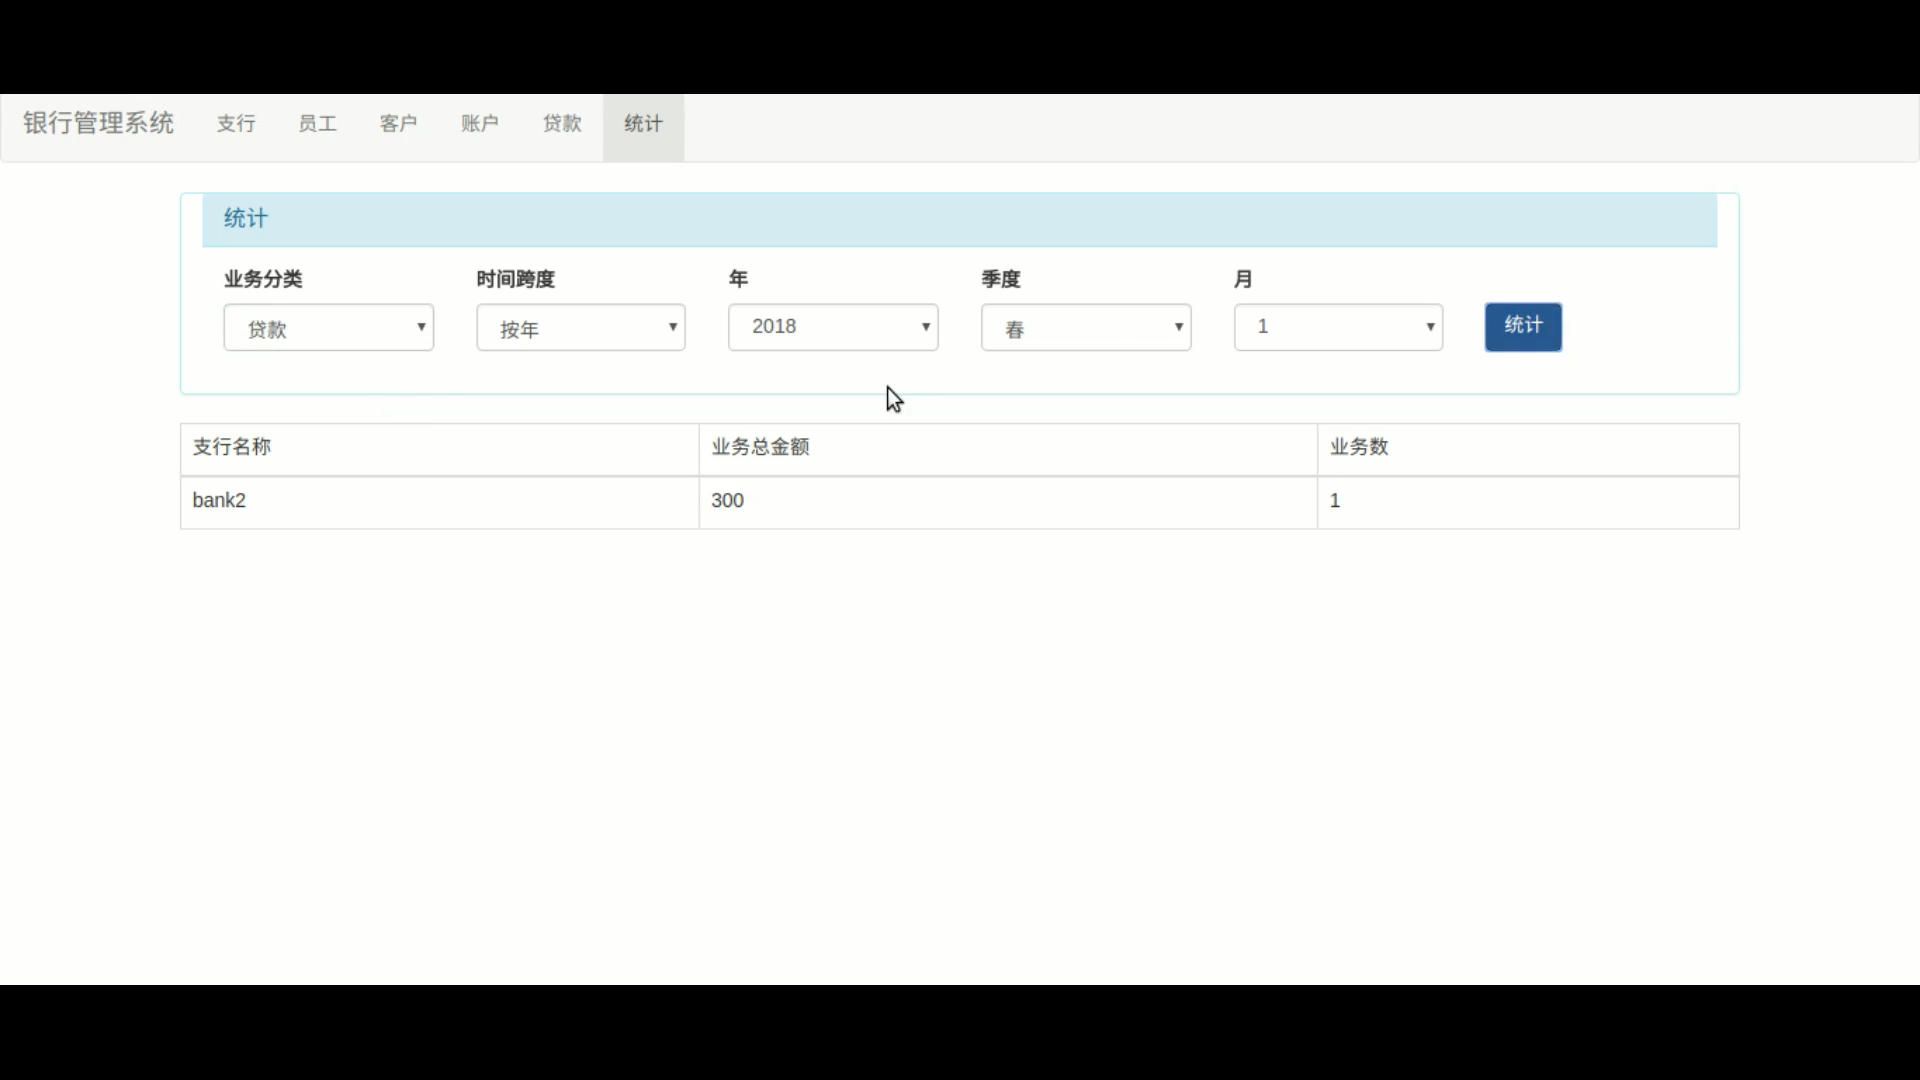 银行管理系统 支行 员工 客户 账户 贷款 统计
统计
业务分类 时间跨度 年 季度 月
贷款 按年 2018 春 1 统计
支行名称 业务总金额 业务数
bank2 300 1